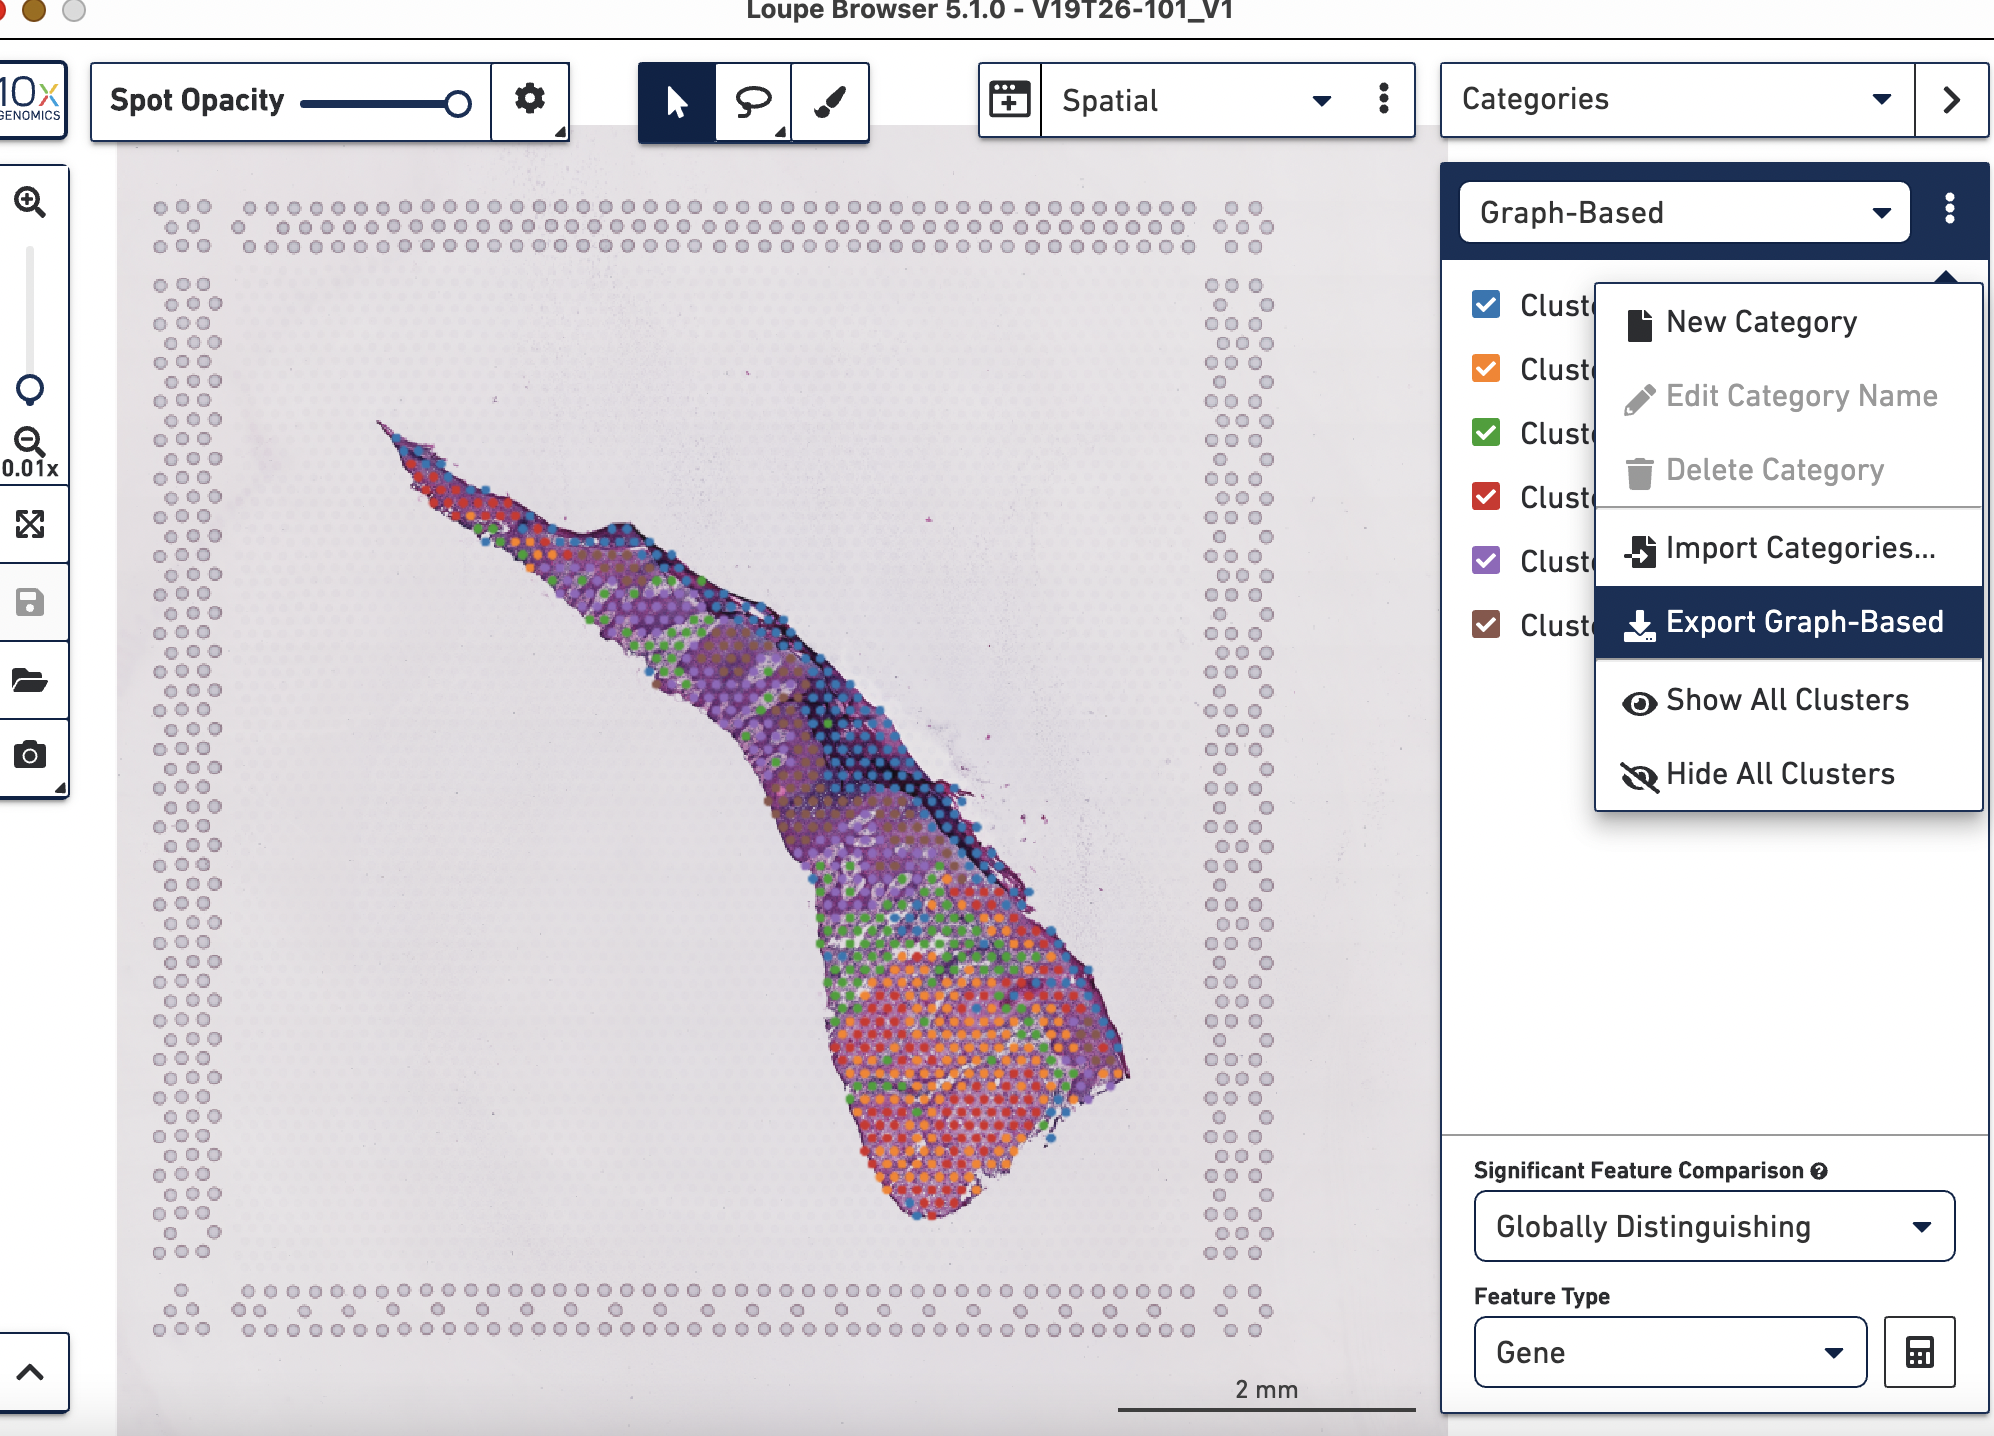 Loupe Browser 5.1.0 - V19T26-101_V1
10x
GENOMICS
Spot Opacity
Spatial
Categories
0.01x
Graph-Based
Clust
Clust
Clust
Clust
Clust
Clust
New Category
Edit Category Name
Delete Category
Import Categories...
Export Graph-Based
Show All Clusters
Hide All Clusters
Significant Feature Comparison
Globally Distinguishing
Feature Type
Gene
2 mm